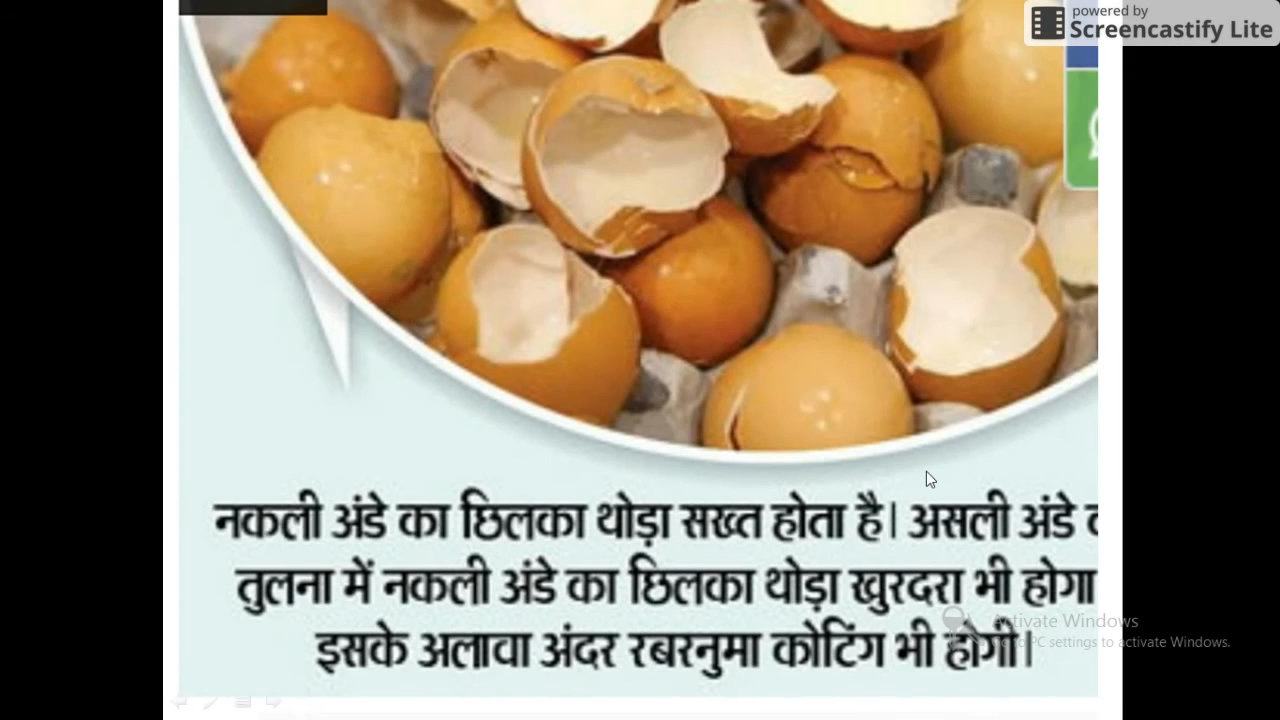 powered by
Screencastify Lite
नकली अंडे का छिलका थोड़ा सख्त होता है। असली अंडे
तुलना में नकली अंडे का छिलका थोड़ा खुरदरा भी होगा
Activate Windows
इसके अलावा अंदर रबरनुमा कोटिंग भी होगी।
Go to PC settings to activate Windows.